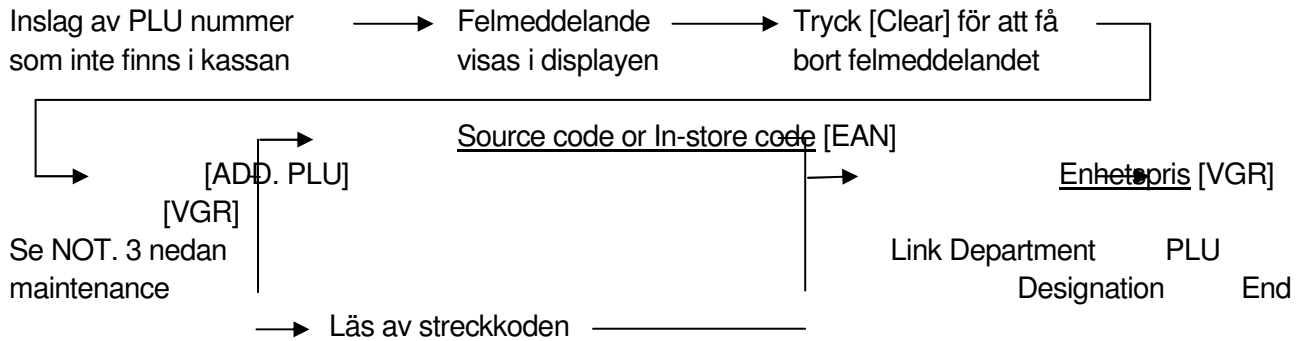 Inslag av PLU nummer Felmeddelande Tryck [Clear] för att få
som inte finns i kassan visas i displayen bort felmeddelandet
Source code or In-store code [EAN]
[ADD. PLU] Enhetspris [VGR]
[VGR]
Se NOT. 3 nedan Link Department PLU
maintenance Designation End
Läs av streckkoden